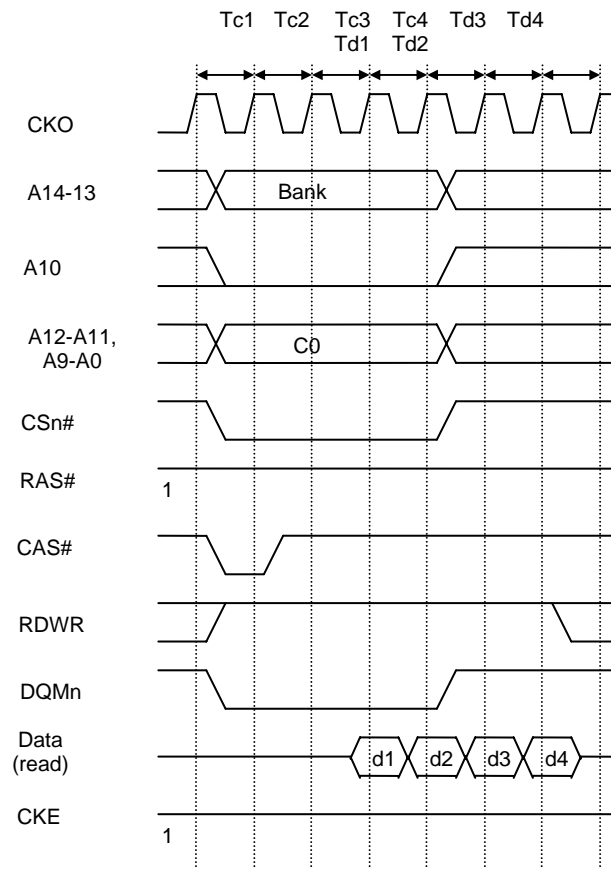 Tc1 Tc2 Tc3 Tc4 Td3 Td4
Td1 Td2
CKO
A14-13 Bank
A10
A12-A11,
A9-A0
C0
CSn#
RAS# 1
CAS#
RDWR
DQMn
Data
(read)
d1 d2 d3 d4
CKE 1